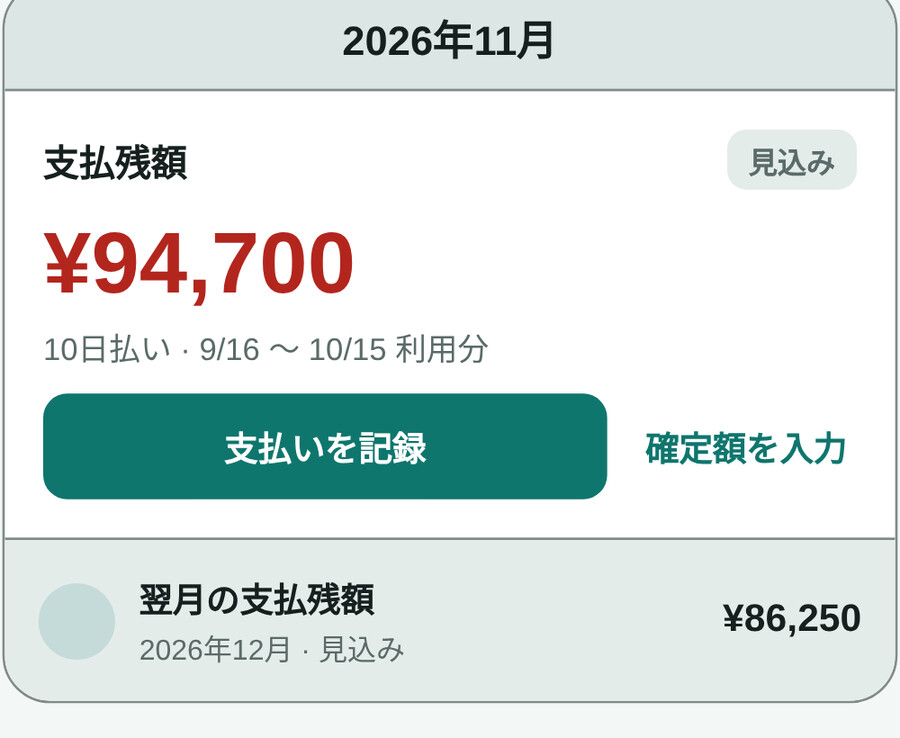 2026年11月
支払残額
見込み
¥94,700
10日払い · 9/16 〜 10/15 利用分
支払いを記録
確定額を入力
翌月の支払残額
¥86,250
2026年12月 · 見込み